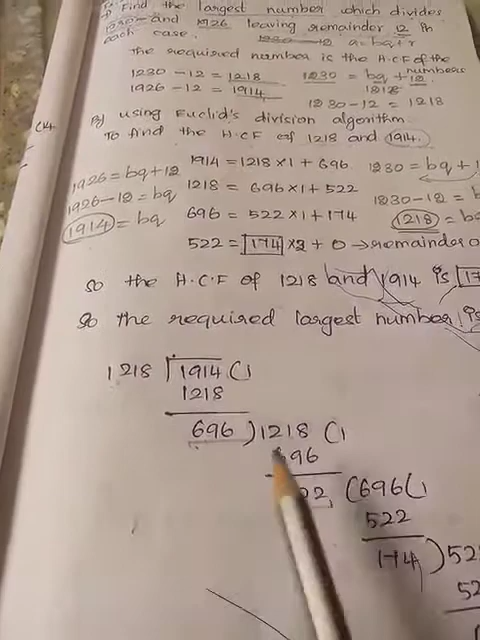 Find the largest number which divides
1230 and 1926 leaving remainder 12 in
each case. 1230-12 a=bq+r
The required number is the H.C.F of the numbers
1230 - 12 = 1218 1230 = bq + 12
1926 - 12 = 1914 1218
1230 - 12 = 1218
By using Euclid's division algorithm
To find the H.C.F of 1218 and 1914.
1926 = bq+12 1914 = 1218 × 1 + 696 1230 = bq + 1
1926-12 = bq 1218 = 696 × 1 + 522 1230-12 =
1914 = bq 696 = 522 × 1 + 174 1218 = b
522 = 174 × 3 + 0 → remainder 0
so the H.C.F of 1218 and 1914 is 17
So the required largest number is
1218 1914 ( 1
1218
696 ) 1218 ( 1
696
522 ( 696 ( 1
522
174 ) 52
52